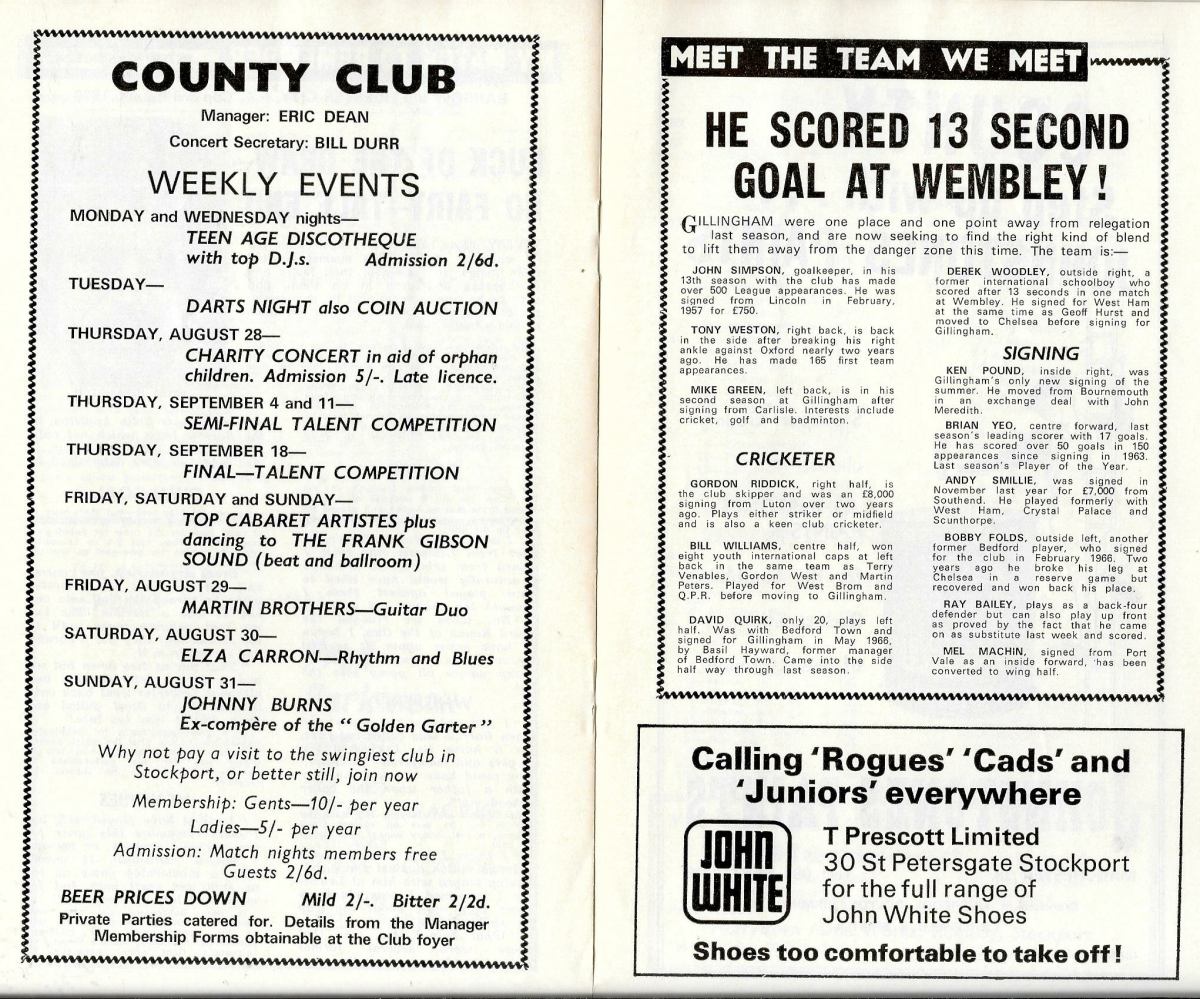 COUNTY CLUB
Manager: ERIC DEAN
Concert Secretary: BILL DURR
WEEKLY EVENTS
MONDAY and WEDNESDAY nights—
TEEN AGE DISCOTHEQUE
with top D.J.s. Admission 2/6d.
TUESDAY—
DARTS NIGHT also COIN AUCTION
THURSDAY, AUGUST 28—
CHARITY CONCERT in aid of orphan
children. Admission 5/-. Late licence.
THURSDAY, SEPTEMBER 4 and 11—
SEMI-FINAL TALENT COMPETITION
THURSDAY, SEPTEMBER 18—
FINAL—TALENT COMPETITION
FRIDAY, SATURDAY and SUNDAY—
TOP CABARET ARTISTES plus
dancing to THE FRANK GIBSON
SOUND (beat and ballroom)
FRIDAY, AUGUST 29—
MARTIN BROTHERS—Guitar Duo
SATURDAY, AUGUST 30—
ELZA CARRON—Rhythm and Blues
SUNDAY, AUGUST 31—
JOHNNY BURNS
Ex-compère of the “ Golden Garter ”
Why not pay a visit to the swingiest club in
Stockport, or better still, join now
Membership: Gents—10/- per year
Ladies—5/- per year
Admission: Match nights members free
Guests 2/6d.
BEER PRICES DOWN Mild 2/-. Bitter 2/2d.
Private Parties catered for. Details from the Manager
Membership Forms obtainable at the Club foyer
MEET THE TEAM WE MEET
HE SCORED 13 SECOND
GOAL AT WEMBLEY!
GILLINGHAM were one place and one point away from relegation
last season, and are now seeking to find the right kind of blend
to lift them away from the danger zone this time. The team is:—
JOHN SIMPSON, goalkeeper, in his
13th season with the club has made
over 500 League appearances. He was
signed from Lincoln in February,
1957 for £750.
TONY WESTON, right back, is back
in the side after breaking his right
ankle against Oxford nearly two years
ago. He has made 165 first team
appearances.
MIKE GREEN, left back, is in his
second season at Gillingham after
signing from Carlisle. Interests include
cricket, golf and badminton.
CRICKETER
GORDON RIDDICK, right half, is
the club skipper and was an £8,000
signing from Luton over two years
ago. Plays either striker or midfield
and is also a keen club cricketer.
BILL WILLIAMS, centre half, won
eight youth international caps at left
back in the same team as Terry
Venables, Gordon West and Martin
Peters. Played for West Brom and
Q.P.R. before moving to Gillingham.
DAVID QUIRK, only 20, plays left
half. Was with Bedford Town and
signed for Gillingham in May 1966,
by Basil Hayward, former manager
of Bedford Town. Came into the side
half way through last season.
DEREK WOODLEY, outside right, a
former international schoolboy who
scored after 13 seconds in one match
at Wembley. He signed for West Ham
at the same time as Geoff Hurst and
moved to Chelsea before signing for
Gillingham.
SIGNING
KEN POUND, inside right, was
Gillingham's only new signing of the
summer. He moved from Bournemouth
in an exchange deal with John
Meredith.
BRIAN YEO, centre forward, last
season's leading scorer with 17 goals.
He has scored over 50 goals in 150
appearances since signing in 1963.
Last season's Player of the Year.
ANDY SMILLIE, was signed in
November last year for £7,000 from
Southend. He played formerly with
West Ham, Crystal Palace and
Scunthorpe.
BOBBY FOLDS, outside left, another
former Bedford player, who signed
for the club in February 1966. Two
years ago he broke his leg at
Chelsea in a reserve game but
recovered and won back his place.
RAY BAILEY, plays as a back-four
defender but can also play up front
as proved by the fact that he came
on as substitute last week and scored.
MEL MACHIN, signed from Port
Vale as an inside forward, has been
converted to wing half.
Calling ‘Rogues’ ‘Cads’ and
‘Juniors’ everywhere
JOHN
WHITE
T Prescott Limited
30 St Petersgate Stockport
for the full range of
John White Shoes
Shoes too comfortable to take off!